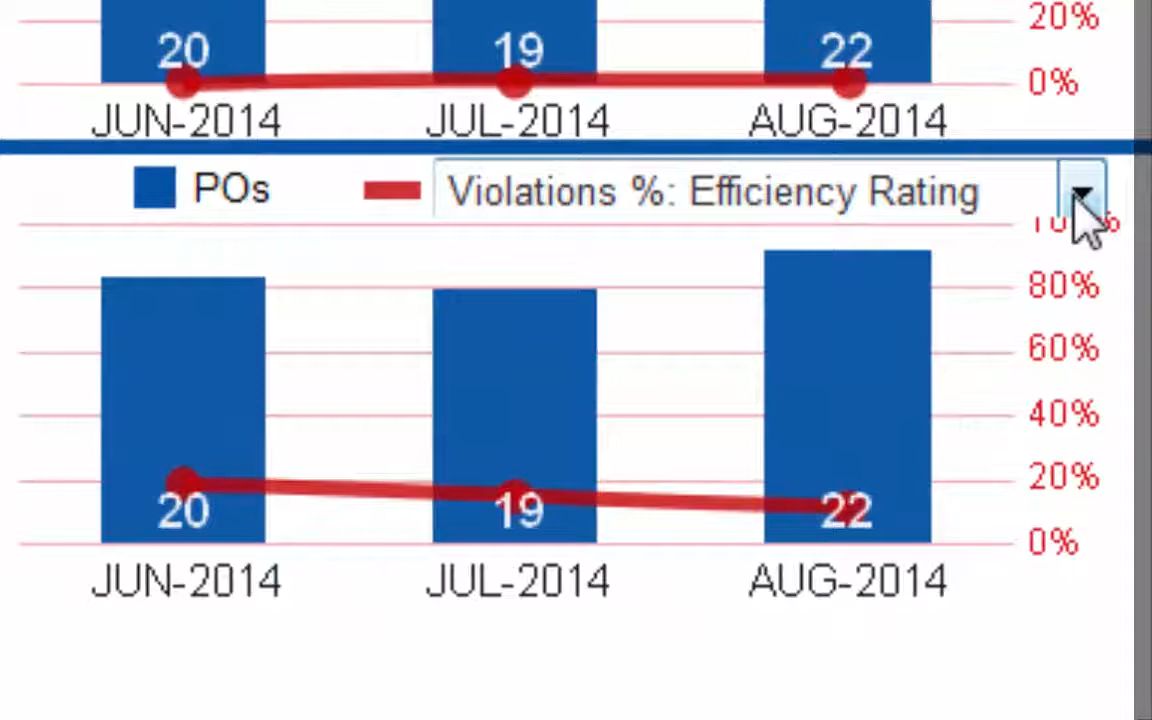 20%
20 19 22
0%
JUN-2014 JUL-2014 AUG-2014
POs Violations %: Efficiency Rating
80%
60%
40%
20%
20 19 22
0%
JUN-2014 JUL-2014 AUG-2014